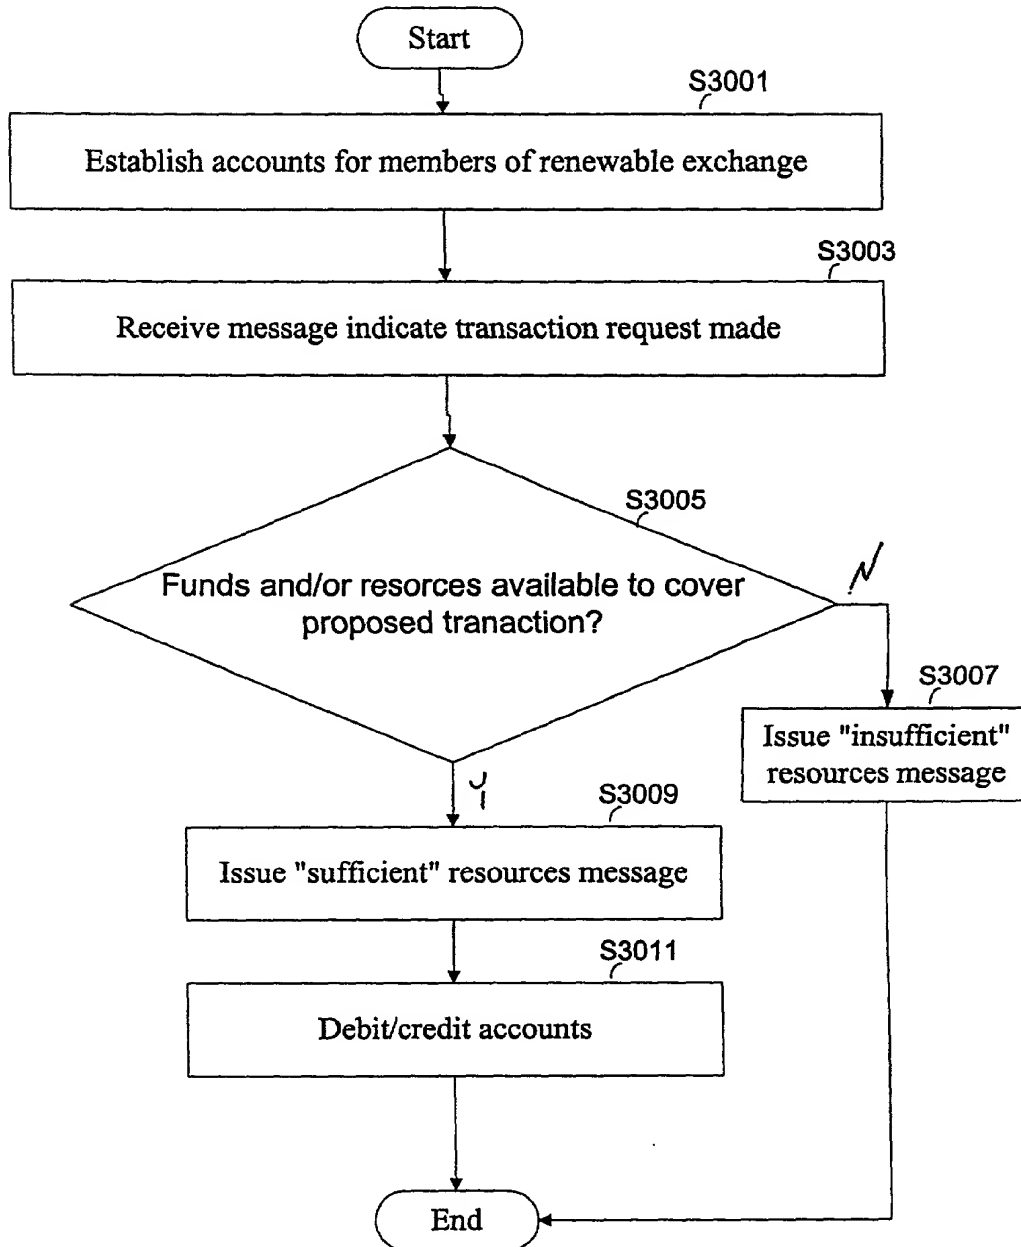 Start
S3001
Establish accounts for members of renewable exchange
S3003
Receive message indicate transaction request made
S3005
Funds and/or resorces available to cover
proposed tranaction?
N
S3007
Issue "insufficient"
resources message
Y
S3009
Issue "sufficient" resources message
S3011
Debit/credit accounts
End